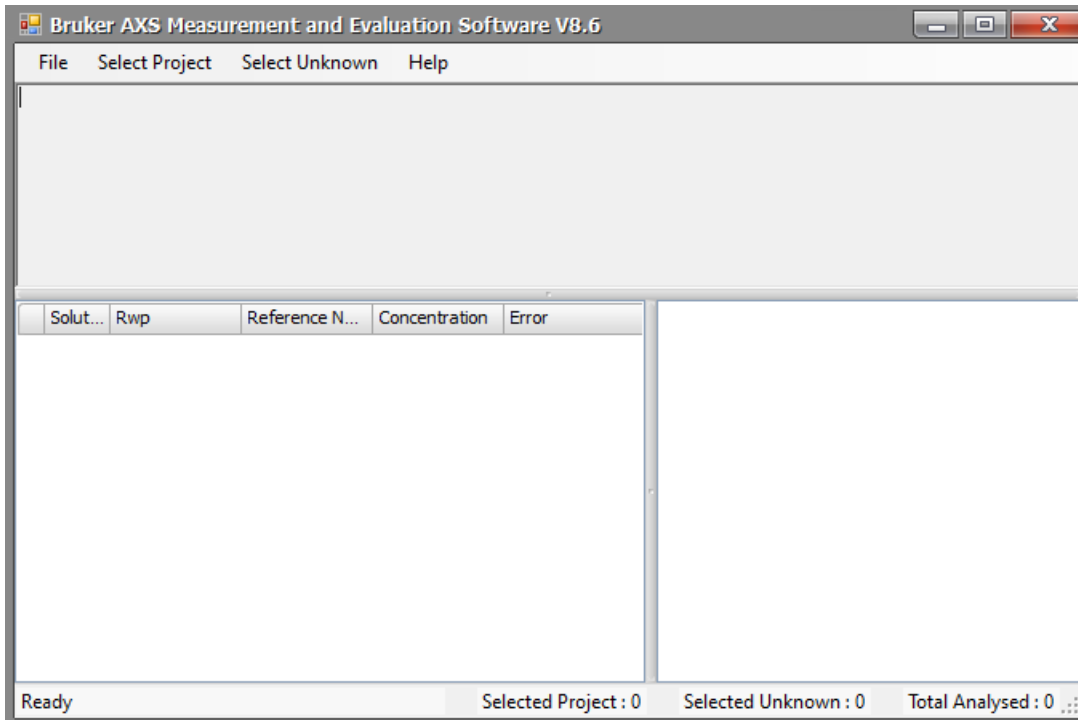 Bruker AXS Measurement and Evaluation Software V8.6
File Select Project Select Unknown Help
Solut... Rwp Reference N... Concentration Error
Ready Selected Project : 0 Selected Unknown : 0 Total Analysed : 0